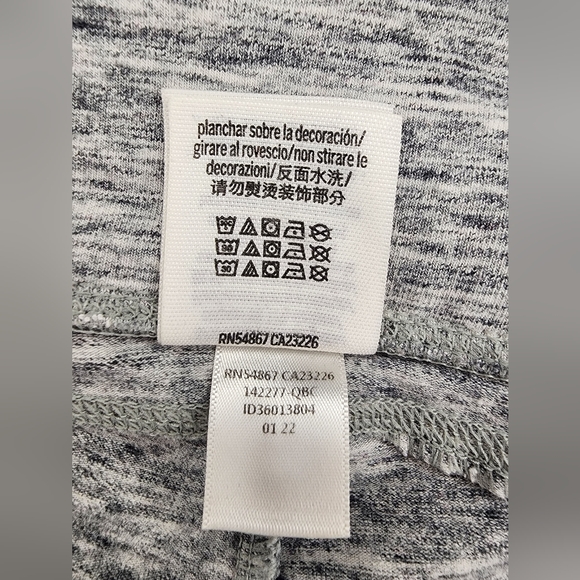 planchar sobre la decoración/
girare al rovescio/non stirare le
decorazioni/反面水洗/
请勿熨烫装饰部分
RN54867 CA23226
RN54867 CA23226
142277-QBC
ID36013804
01 22